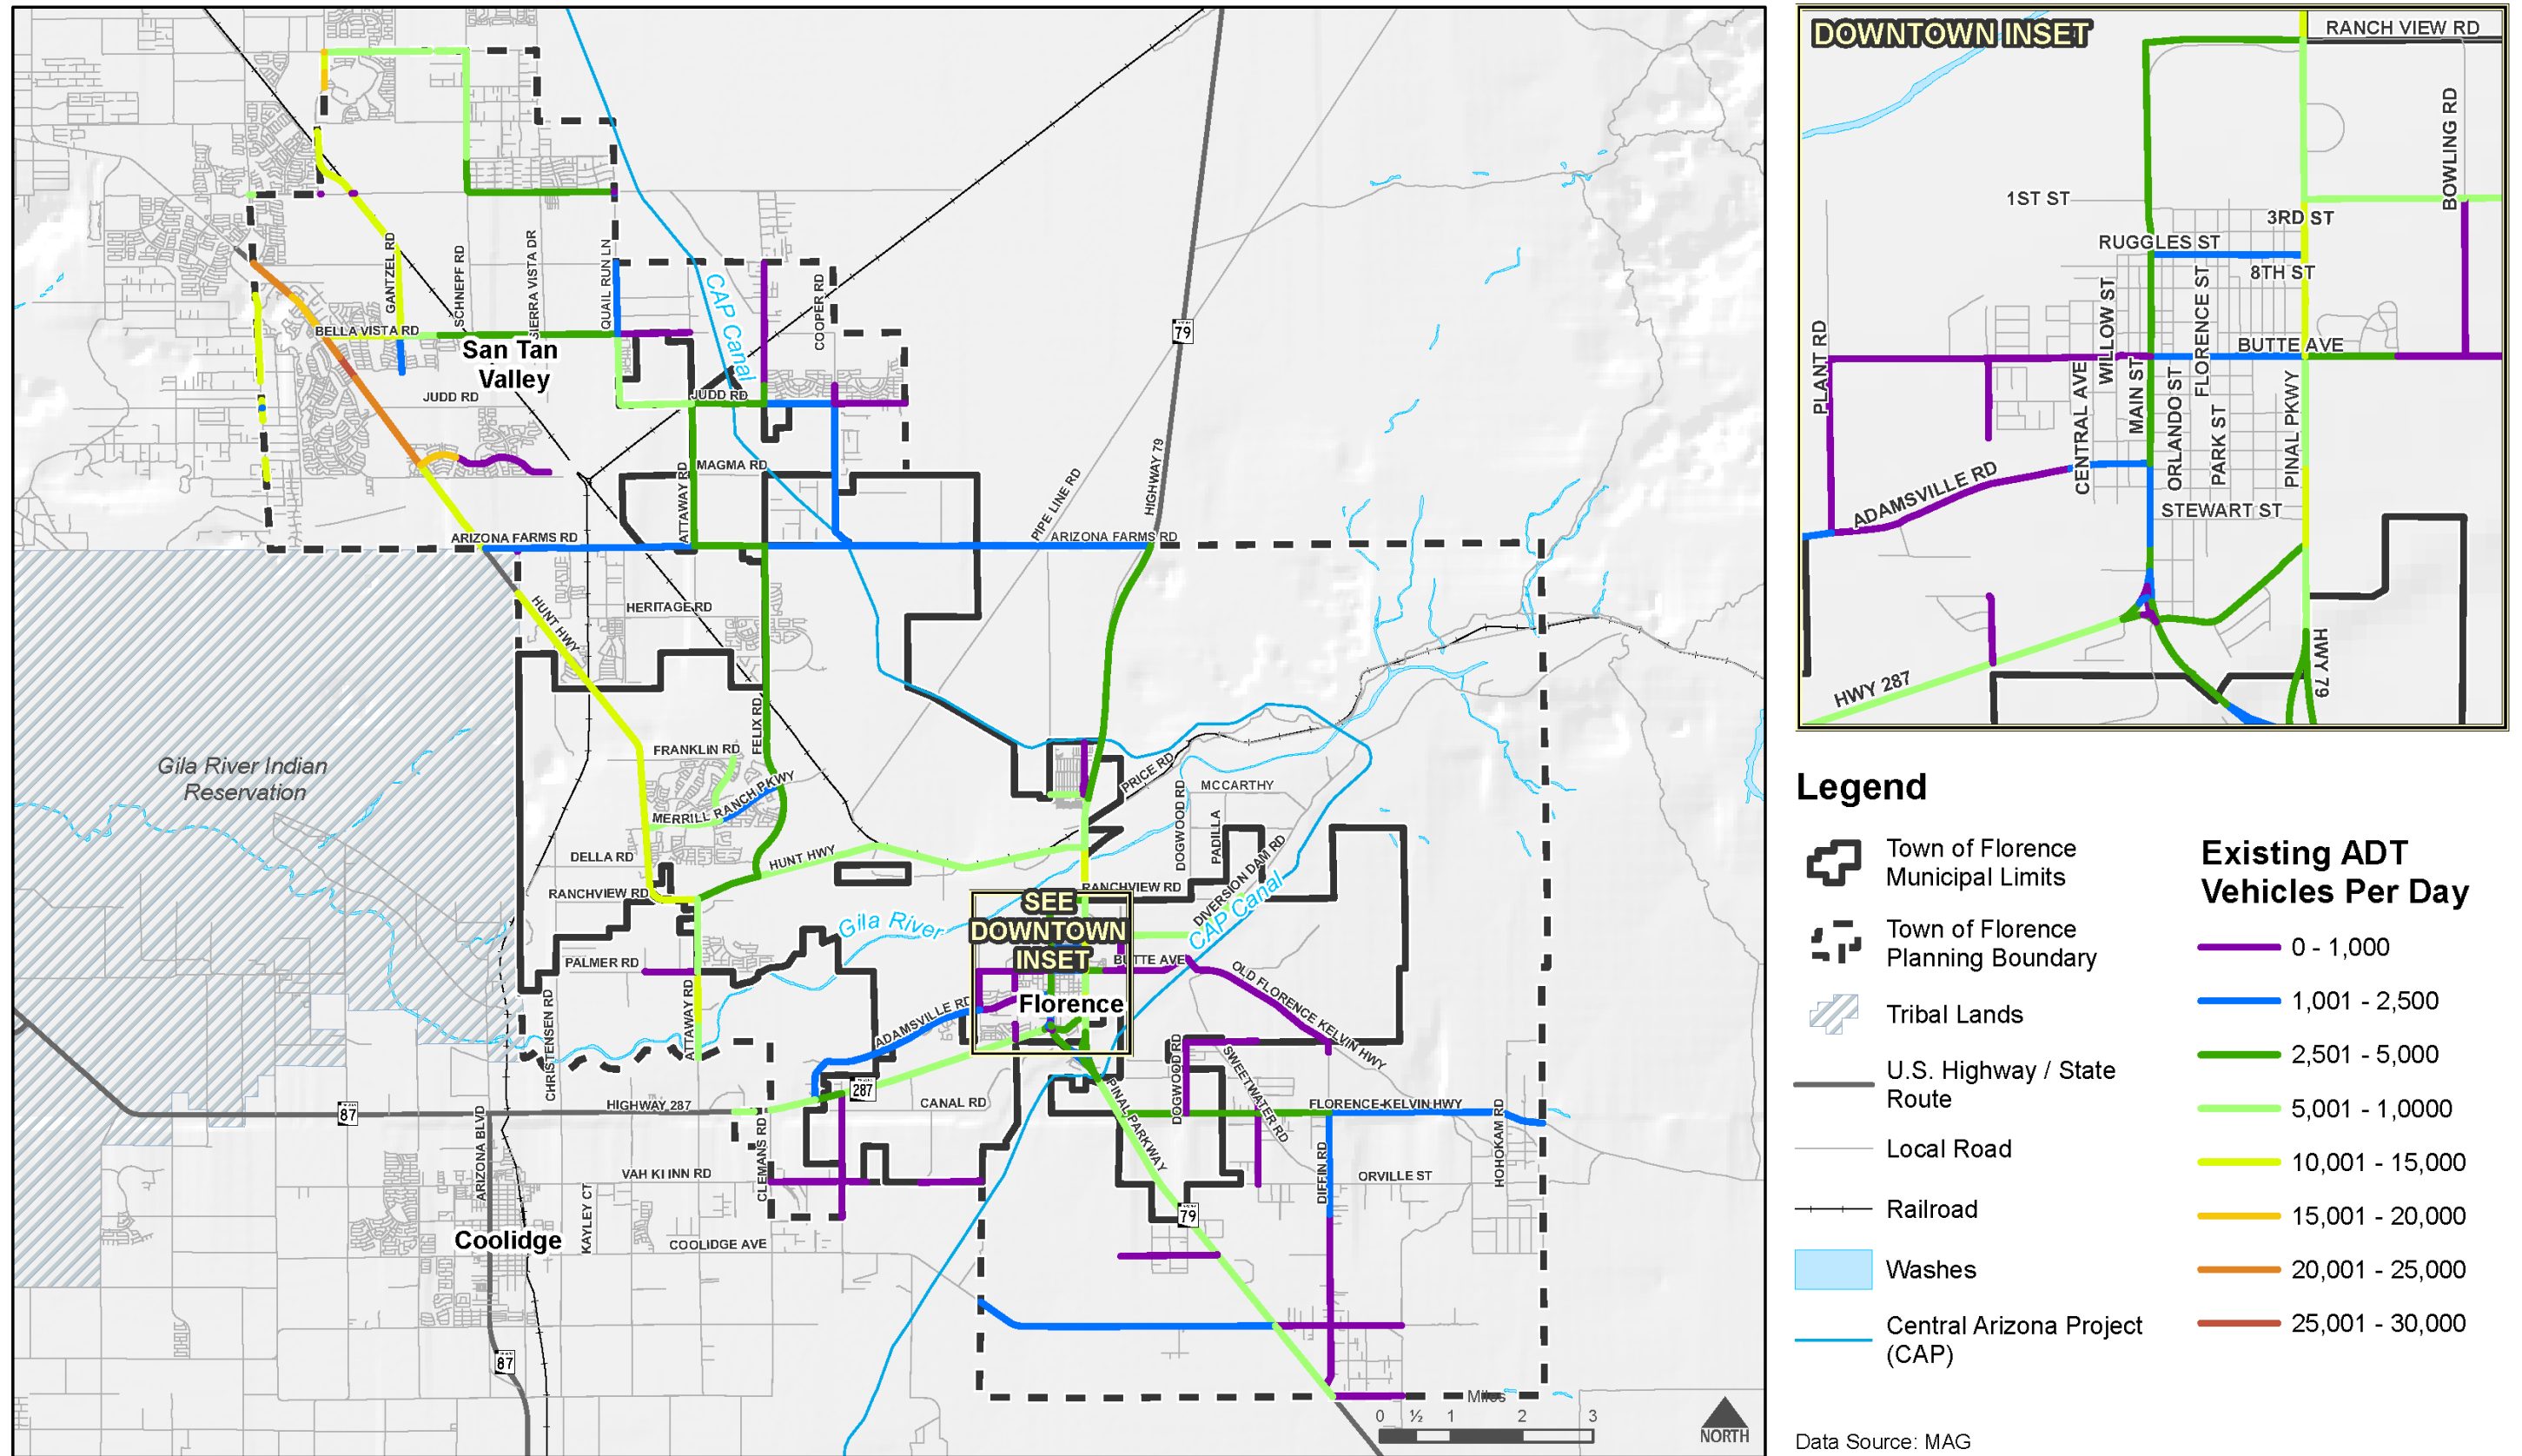 GANTZEL RD
SCHNEPF RD
SIERRA VISTA DR
QUAIL RUN LN
COOPER RD
CAP Canal
BELLA VISTA RD
San Tan
Valley
JUDD RD
JUDD RD
79
HIGHWAY 79
PIPE LINE RD
MAGMA RD
ATTAWAY RD
ARIZONA FARMS RD
ARIZONA FARMS RD
HUNT HWY
HERITAGE RD
FELIX RD
FRANKLIN RD
MERRILL RANCH PKWY
Gila River Indian
Reservation
DELLA RD
HUNT HWY
RANCHVIEW RD
PRICE RD
MCCARTHY
DOGWOOD RD
PADILLA
DIVERSION DAM RD
CAP Canal
RANCHVIEW RD
SEE
DOWNTOWN
INSET
Gila River
PALMER RD
BUTTE AVE
OLD FLORENCE KELVIN HWY
Florence
ADAMSVILLE RD
CHRISTENSEN RD
ATTAWAY RD
87
HIGHWAY 287
287
CANAL RD
PINAL PARKWAY
DOGWOOD RD
SWEETWATER RD
FLORENCE-KELVIN HWY
HOHOKAM RD
DIFFIN RD
ORVILLE ST
ARIZONA BLVD
VAH KI INN RD
CLEMANS RD
KAYLEY CT
Coolidge
COOLIDGE AVE
79
87
Miles
0 ½ 1 2 3
NORTH
DOWNTOWN INSET
RANCH VIEW RD
BOWLING RD
1ST ST
3RD ST
RUGGLES ST
8TH ST
WILLOW ST
FLORENCE ST
PLANT RD
BUTTE AVE
CENTRAL AVE
MAIN ST
ORLANDO ST
PARK ST
PINAL PKWY
ADAMSVILLE RD
STEWART ST
HWY 287
HWY 79
Legend
Town of Florence
Municipal Limits
Town of Florence
Planning Boundary
Tribal Lands
U.S. Highway / State
Route
Local Road
Railroad
Washes
Central Arizona Project
(CAP)
Existing ADT
Vehicles Per Day
0 - 1,000
1,001 - 2,500
2,501 - 5,000
5,001 - 1,0000
10,001 - 15,000
15,001 - 20,000
20,001 - 25,000
25,001 - 30,000
Data Source: MAG